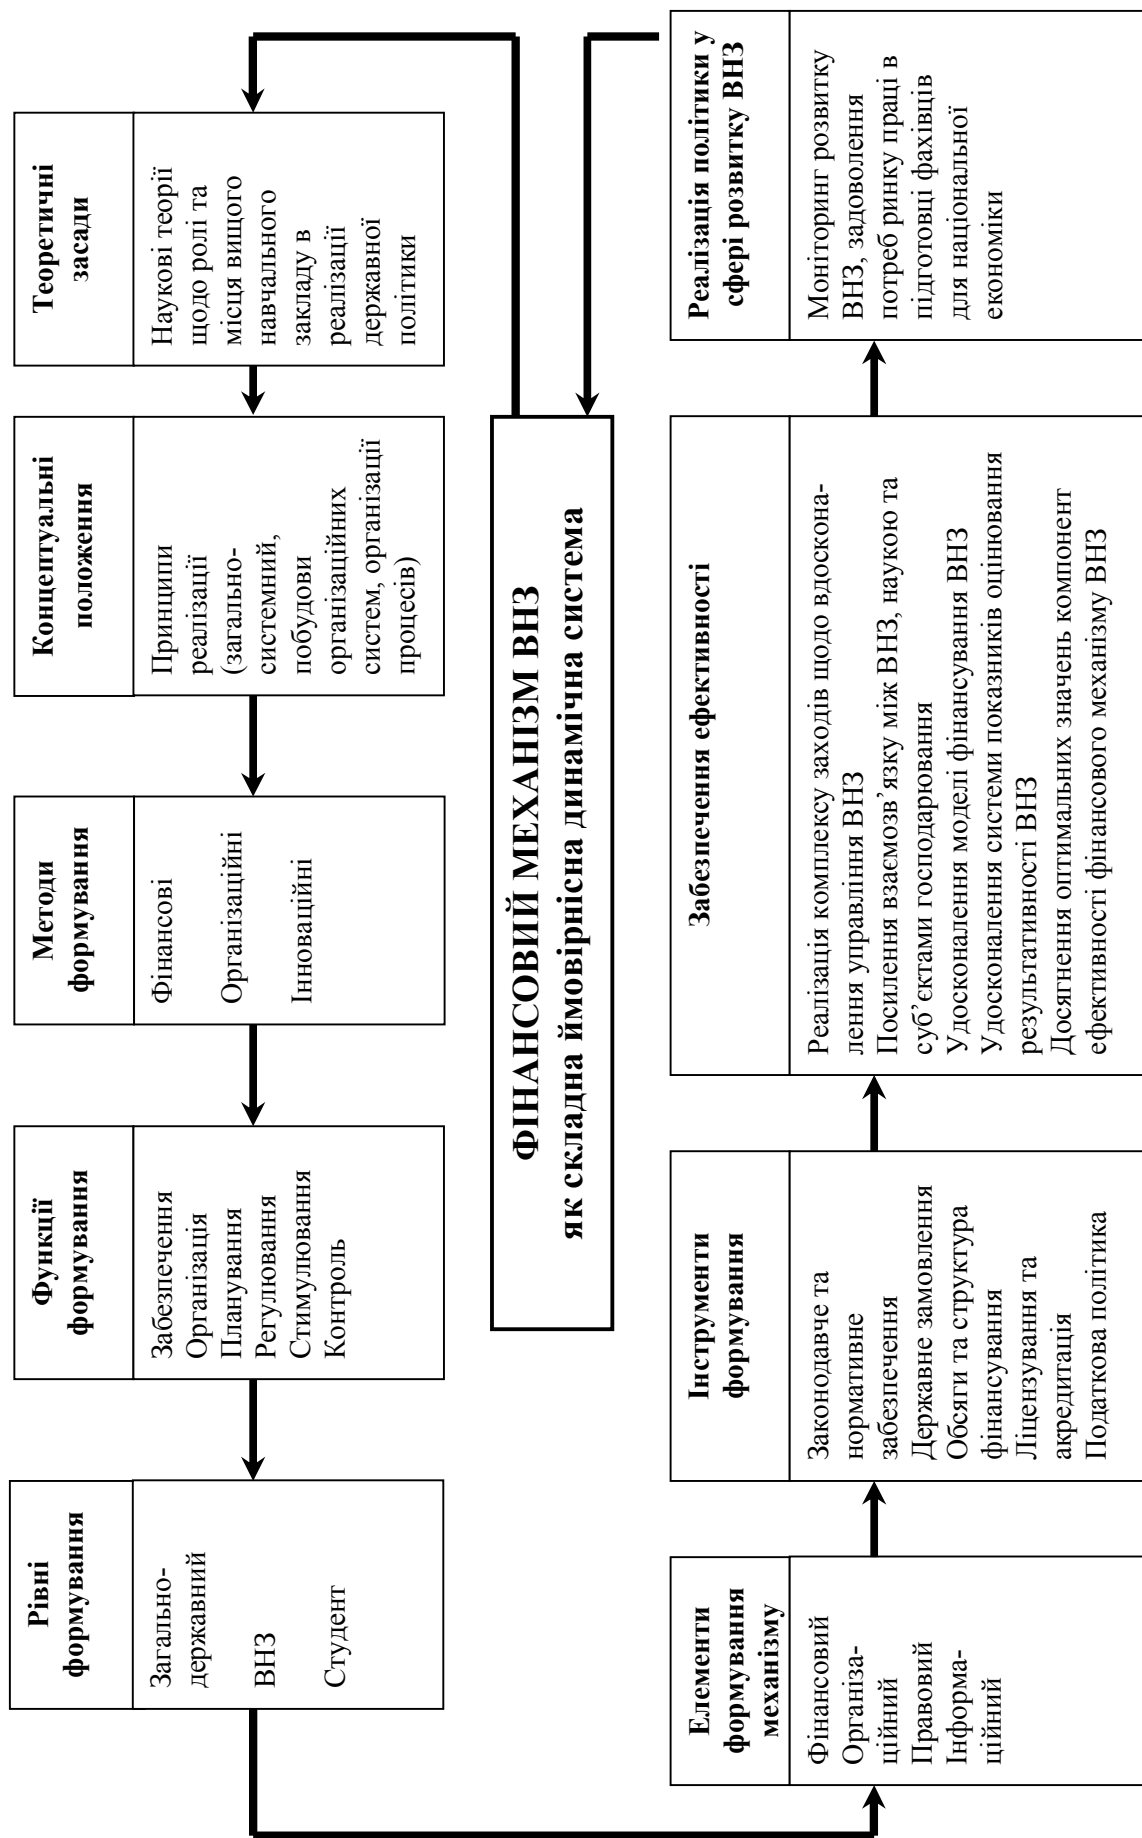 Теоретичні
засади
Наукові теорії
щодо ролі та
місця вищого
навчального
закладу в
реалізації
державної
політики
Концептуальні
положення
Принципи
реалізації
(загально-
системний,
побудови
організаційних
систем, організації
процесів)
Методи
формування
Фінансові
Організаційні
Інноваційні
Функції
формування
Забезпечення
Організація
Планування
Регулювання
Стимулювання
Контроль
Рівні
формування
Загально-
державний
ВНЗ
Студент
ФІНАНСОВИЙ МЕХАНІЗМ ВНЗ
як складна ймовірнісна динамічна система
Елементи
формування
механізму
Фінансовий
Організа-
ційний
Правовий
Інформа-
ційний
Інструменти
формування
Законодавче та
нормативне
забезпечення
Державне замовлення
Обсяги та структура
фінансування
Ліцензування та
акредитація
Податкова політика
Забезпечення ефективності
Реалізація комплексу заходів щодо вдоскона-
лення управління ВНЗ
Посилення взаємозв’язку між ВНЗ, наукою та
суб’єктами господарювання
Удосконалення моделі фінансування ВНЗ
Удосконалення системи показників оцінювання
результативності ВНЗ
Досягнення оптимальних значень компонент
ефективності фінансового механізму ВНЗ
Реалізація політики у
сфері розвитку ВНЗ
Моніторинг розвитку
ВНЗ, задоволення
потреб ринку праці в
підготовці фахівців
для національної
економіки